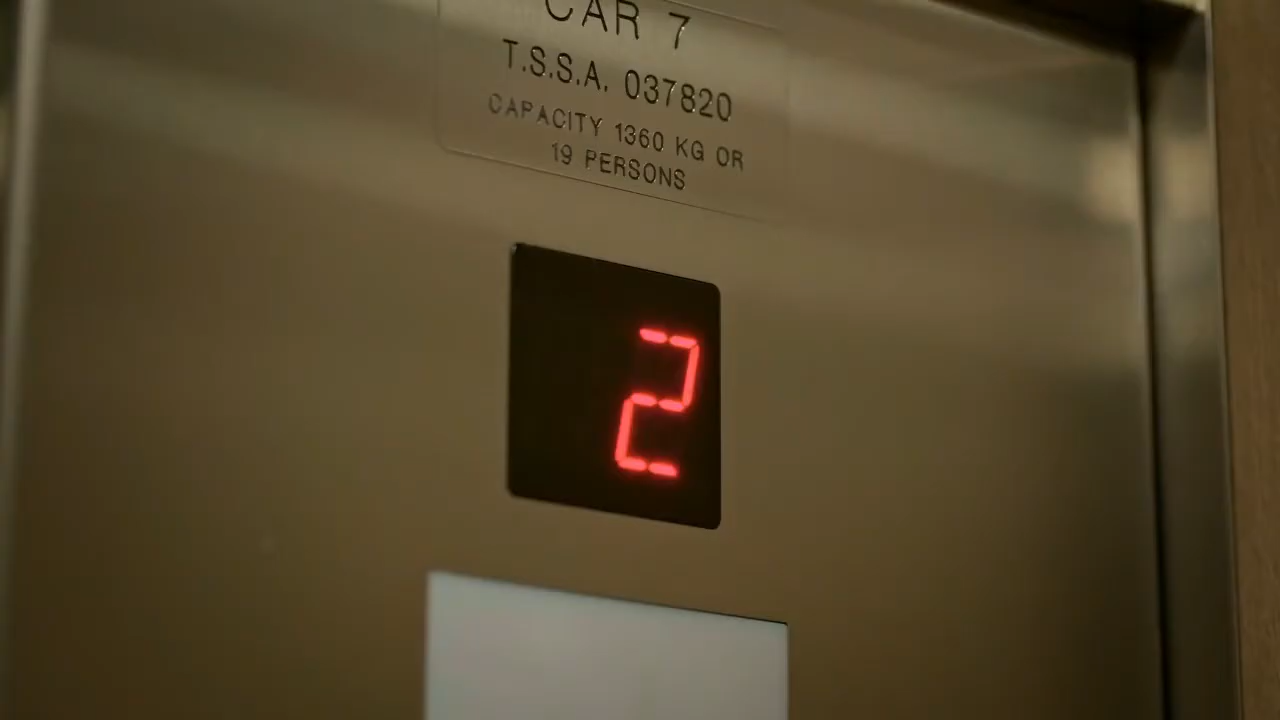 CAR 7
T.S.S.A. 037820
CAPACITY 1360 KG OR
19 PERSONS
2